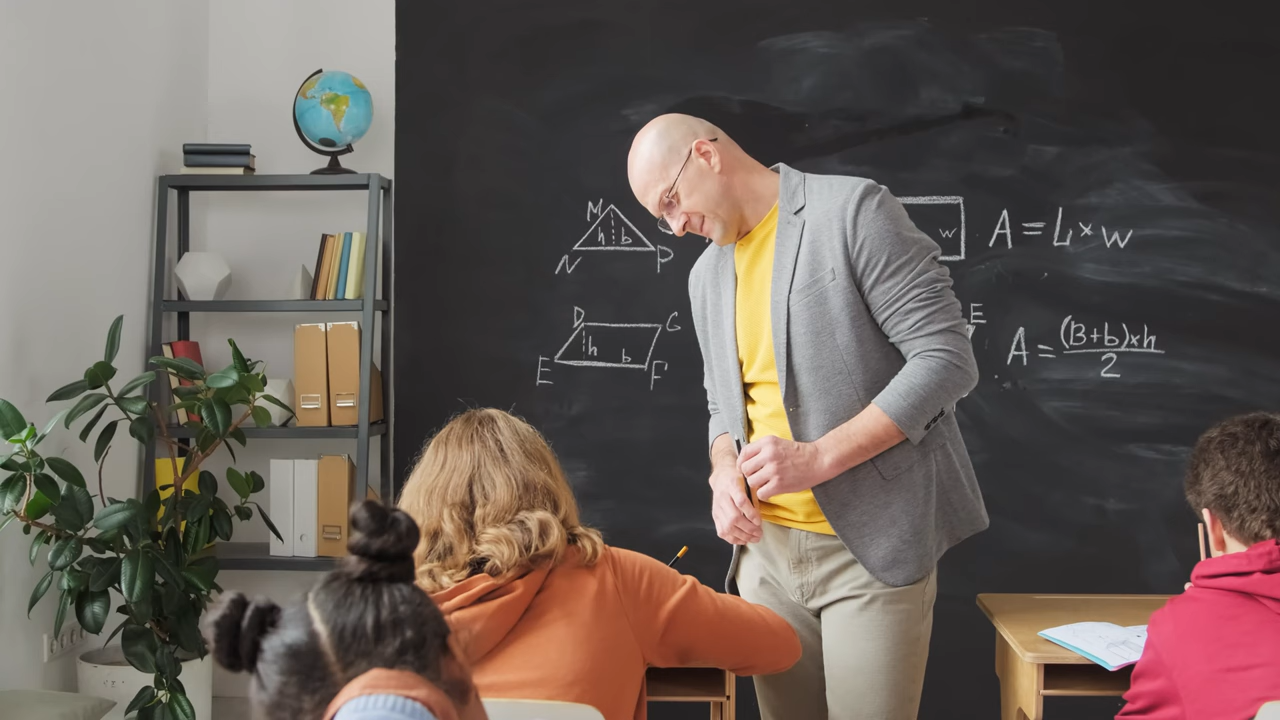 M
h b
N P
w
A = L × w
D G
h b
E F
E
A = (B+b)×h / 2